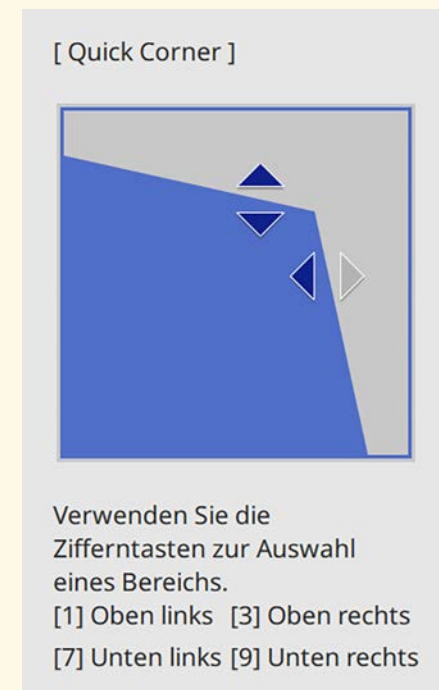 [ Quick Corner ]
Verwenden Sie die
Zifferntasten zur Auswahl
eines Bereichs.
[1] Oben links [3] Oben rechts
[7] Unten links [9] Unten rechts